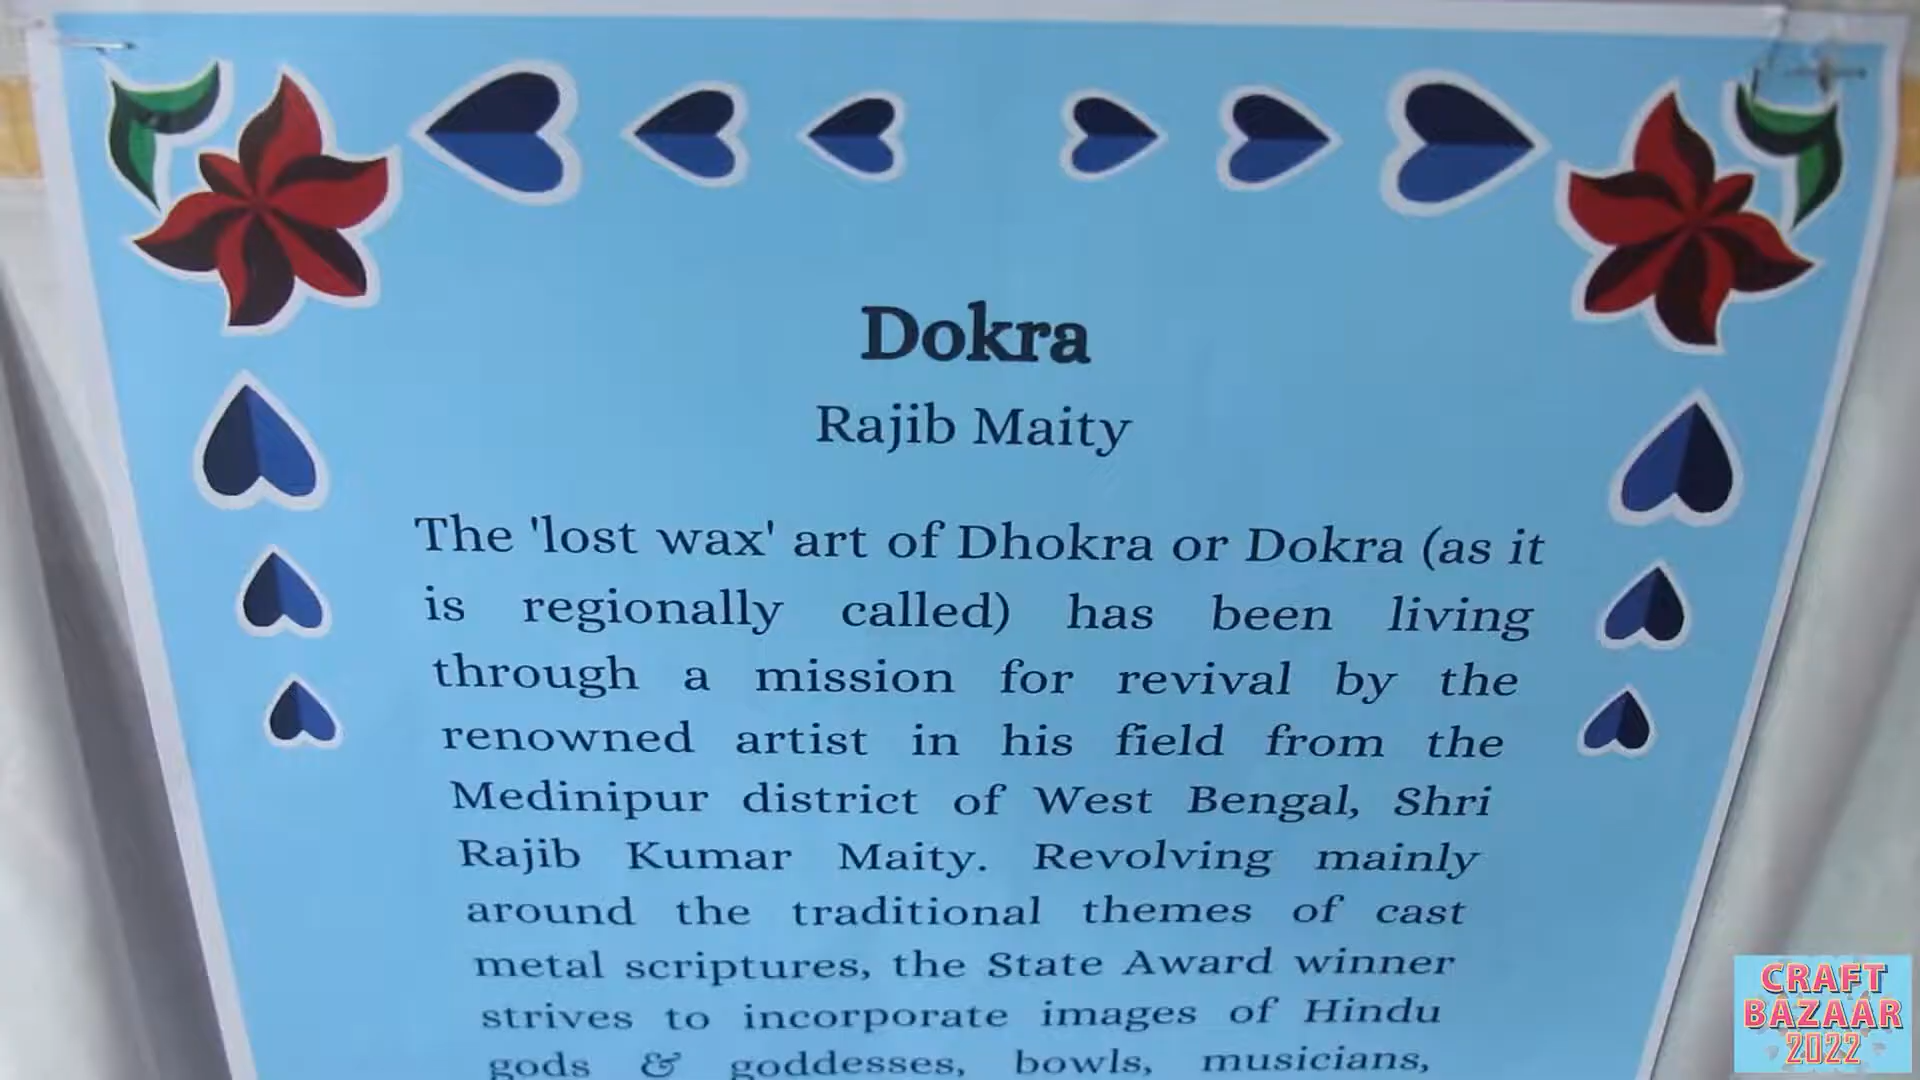 Dokra
Rajib Maity
The 'lost wax' art of Dhokra or Dokra (as it
is regionally called) has been living
through a mission for revival by the
renowned artist in his field from the
Medinipur district of West Bengal, Shri
Rajib Kumar Maity. Revolving mainly
around the traditional themes of cast
metal scriptures, the State Award winner
strives to incorporate images of Hindu
gods & goddesses, bowls, musicians,
CRAFT
BAZAAR
2022